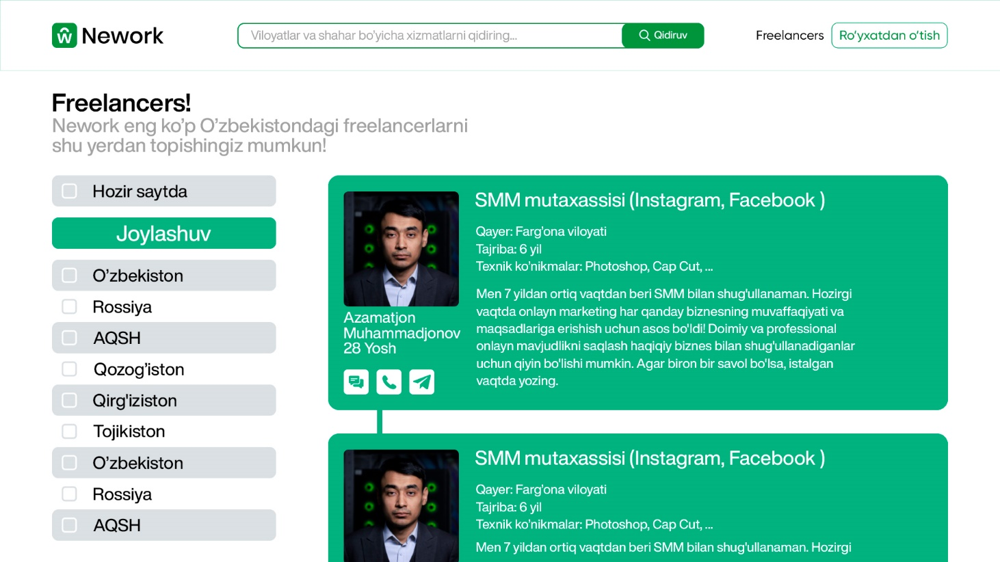 Nework
Viloyatlar va shahar bo'yicha xizmatlarni qidiring...
Qidiruv
Freelancers
Ro‘yxatdan o‘tish
Freelancers!
Nework eng ko’p O’zbekistondagi freelancerlarni
shu yerdan topishingiz mumkun!
Hozir saytda
Joylashuv
O’zbekiston
Rossiya
AQSH
Qozog’iston
Qirg'iziston
Tojikiston
O’zbekiston
Rossiya
AQSH
SMM mutaxassisi (Instagram, Facebook )
Qayer: Farg'ona viloyati
Tajriba: 6 yil
Texnik ko'nikmalar: Photoshop, Cap Cut, ...
Men 7 yildan ortiq vaqtdan beri SMM bilan shug'ullanaman. Hozirgi
vaqtda onlayn marketing har qanday biznesning muvaffaqiyati va
maqsadlariga erishish uchun asos bo'ldi! Doimiy va professional
onlayn mavjudlikni saqlash haqiqiy biznes bilan shug'ullanadiganlar
uchun qiyin bo'lishi mumkin. Agar biron bir savol bo'lsa, istalgan
vaqtda yozing.
Azamatjon
Muhammadjonov
28 Yosh
SMM mutaxassisi (Instagram, Facebook )
Qayer: Farg'ona viloyati
Tajriba: 6 yil
Texnik ko'nikmalar: Photoshop, Cap Cut, ...
Men 7 yildan ortiq vaqtdan beri SMM bilan shug'ullanaman. Hozirgi